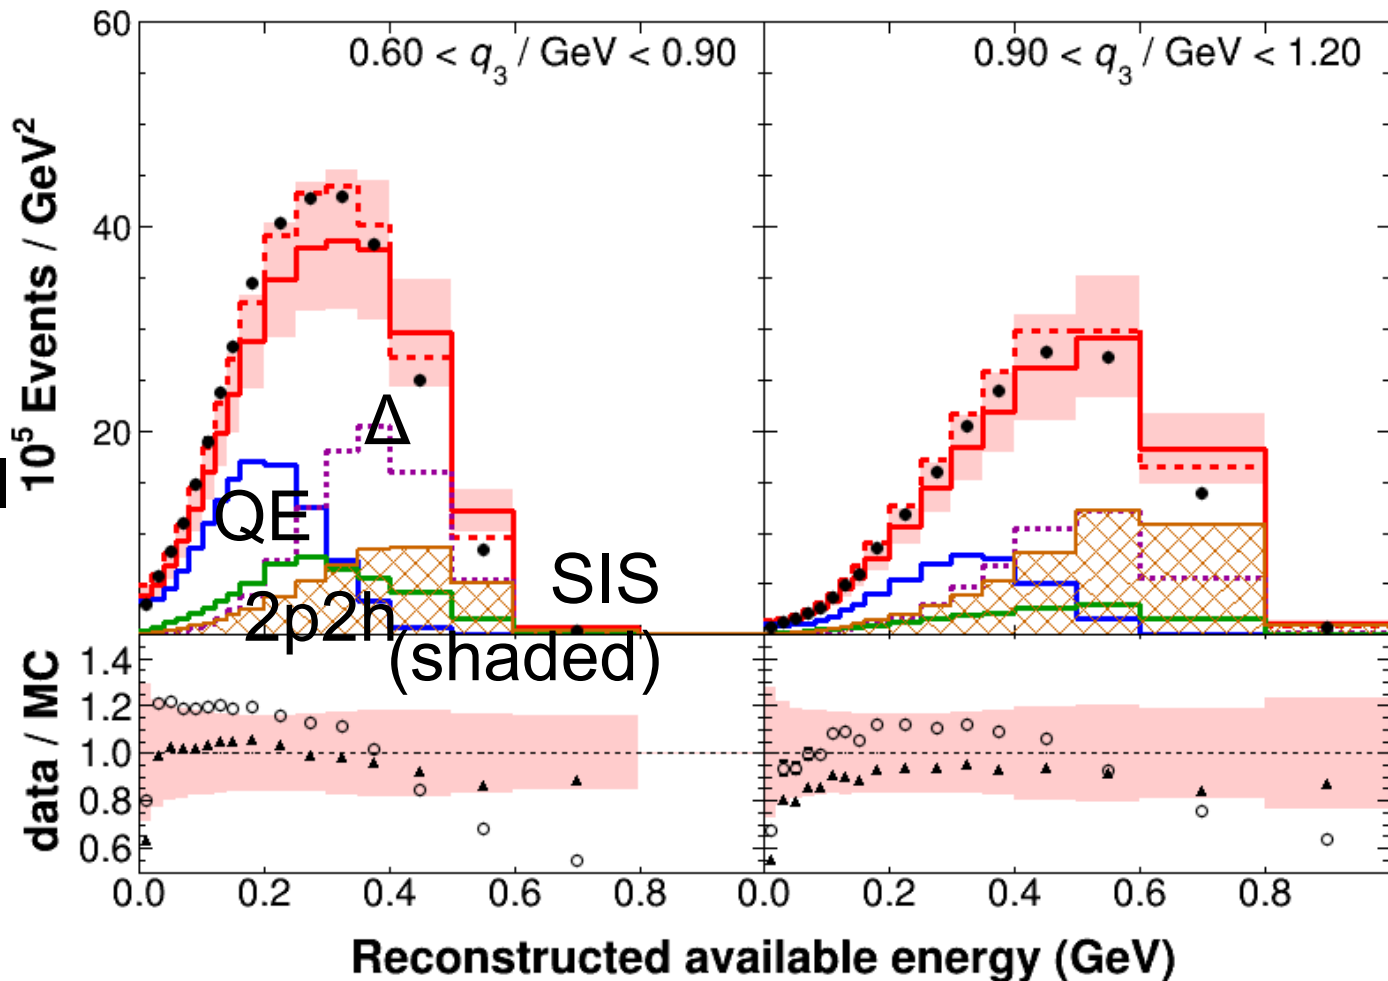 60
0.60 < q3 / GeV < 0.90
0.90 < q3 / GeV < 1.20
10^5 Events / GeV^2
40
20
Δ
QE
2p2h
SIS
(shaded)
data / MC
1.4
1.2
1.0
0.8
0.6
0.0 0.2 0.4 0.6 0.8 0.0 0.2 0.4 0.6 0.8
Reconstructed available energy (GeV)